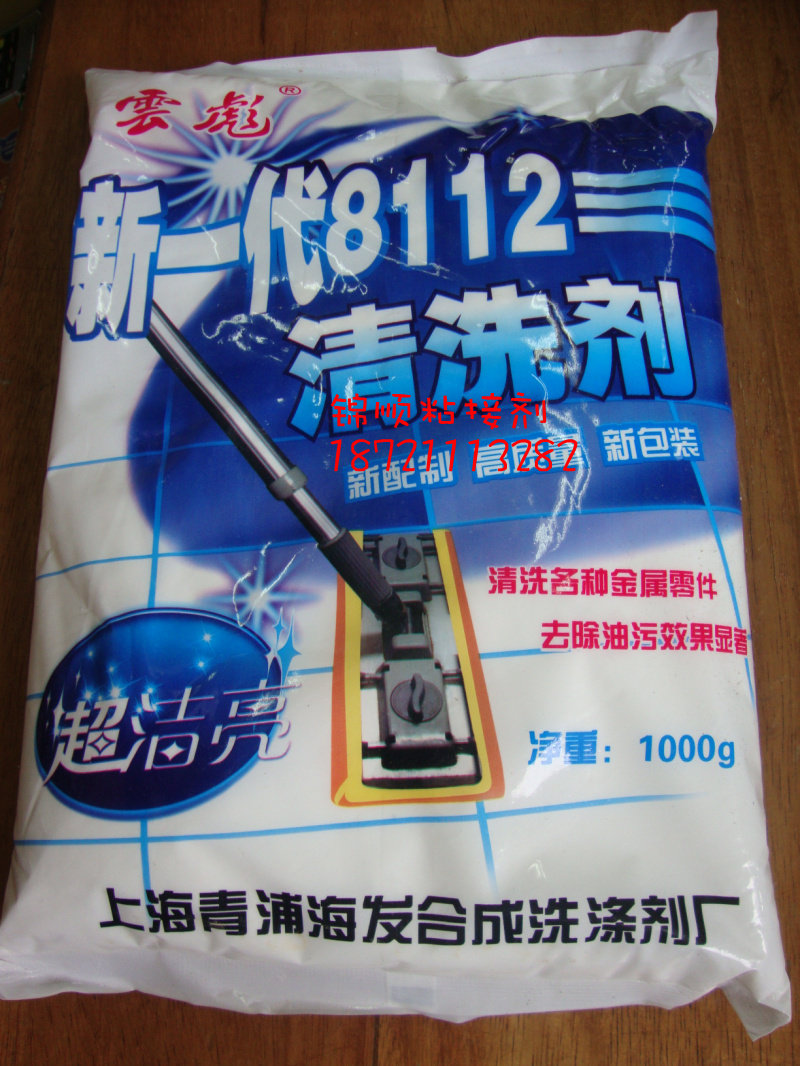 雲彪®
新一代8112
清洗剂
锦顺粘接剂
18721113282
新配制 高质量 新包装
清洗各种金属零件
去除油污效果显著
超洁亮
净重：1000g
上海青浦海发合成洗涤剂厂